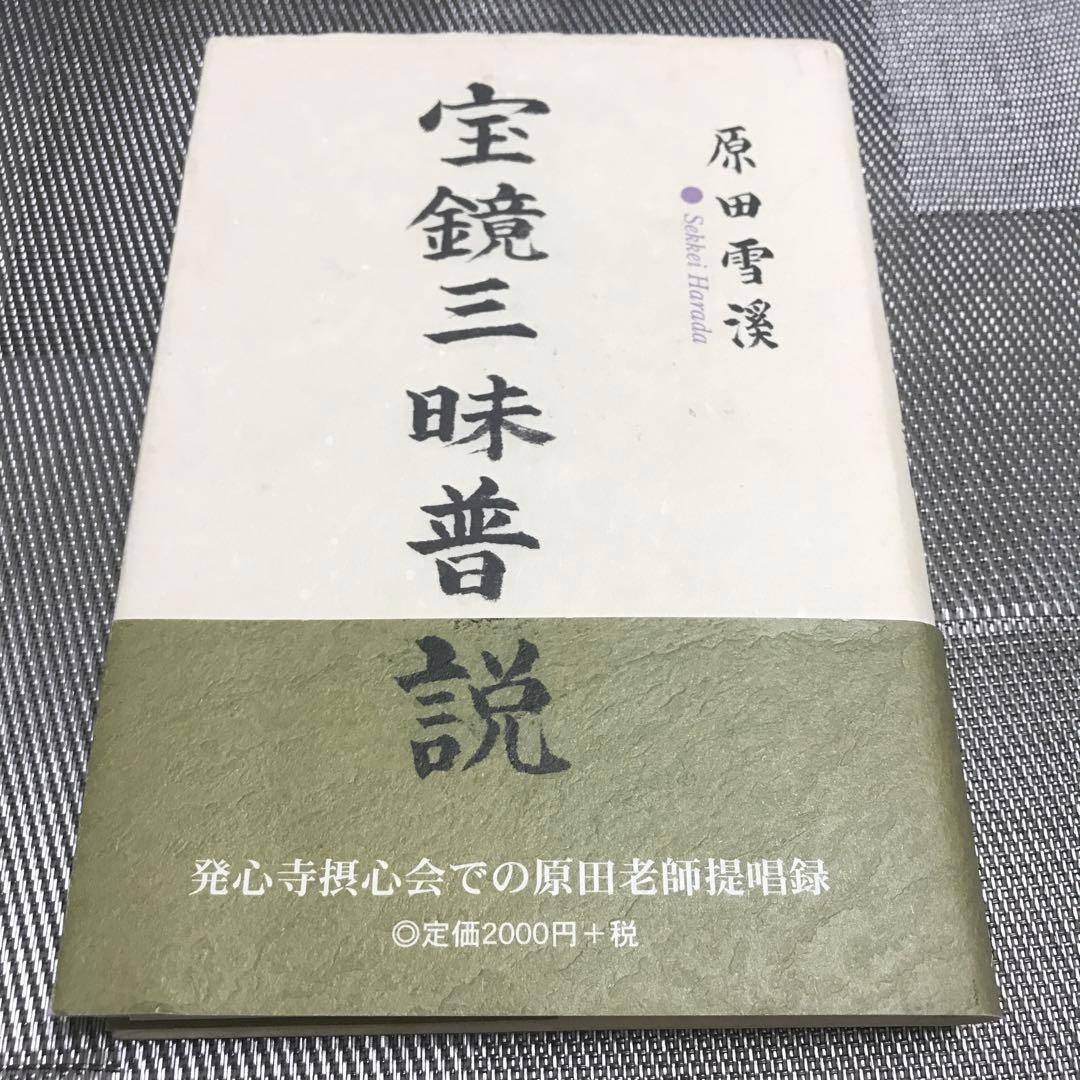 原田雪溪
Sekkei Harada
宝鏡三昧普説
発心寺摂心会での原田老師提唱録
◎定価2000円＋税